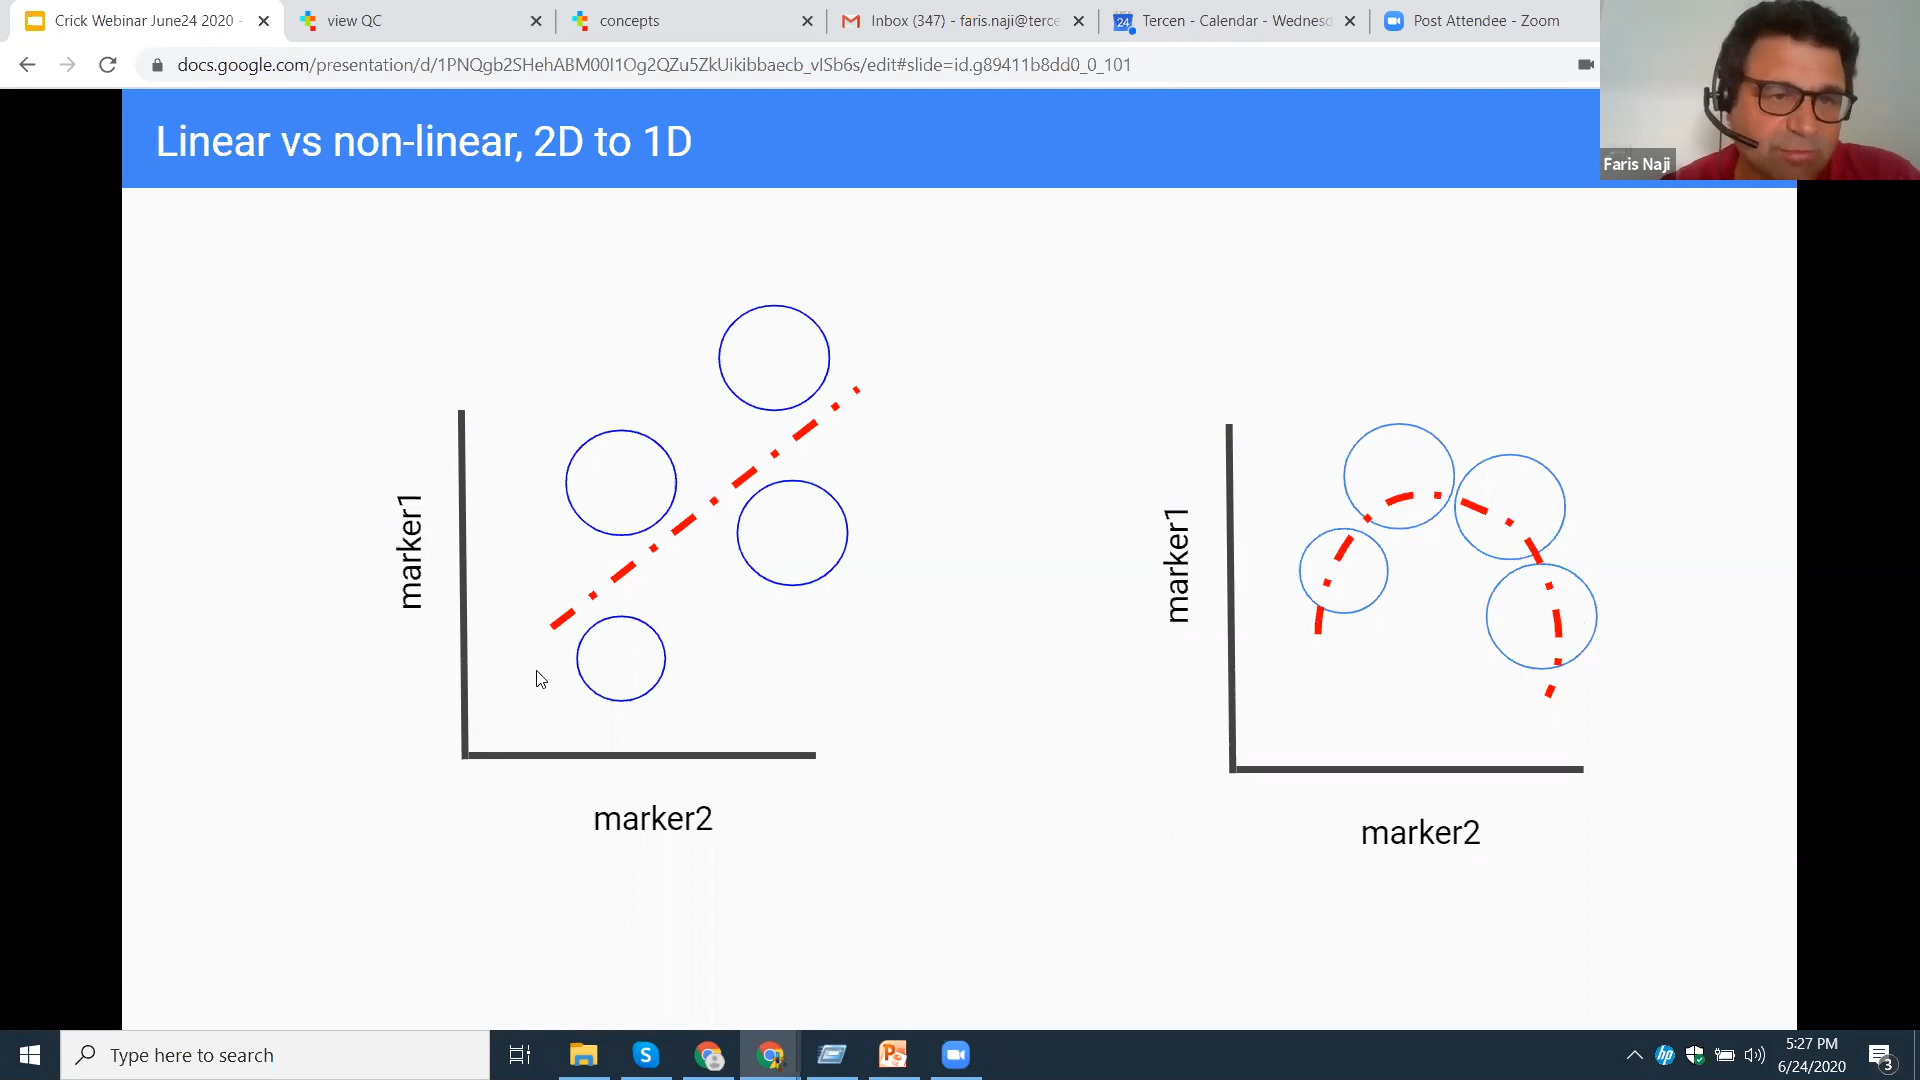 Crick Webinar June24 2020 -
view QC
concepts
Inbox (347) - faris.naji@terce
Tercen - Calendar - Wednesd
Post Attendee - Zoom
docs.google.com/presentation/d/1PNQgb2SHehABM00I1Og2QZu5ZkUikibbaecb_vlSb6s/edit#slide=id.g89411b8dd0_0_101
Linear vs non-linear, 2D to 1D
Faris Naji
marker1
marker2
marker1
marker2
Type here to search
5:27 PM
6/24/2020
3